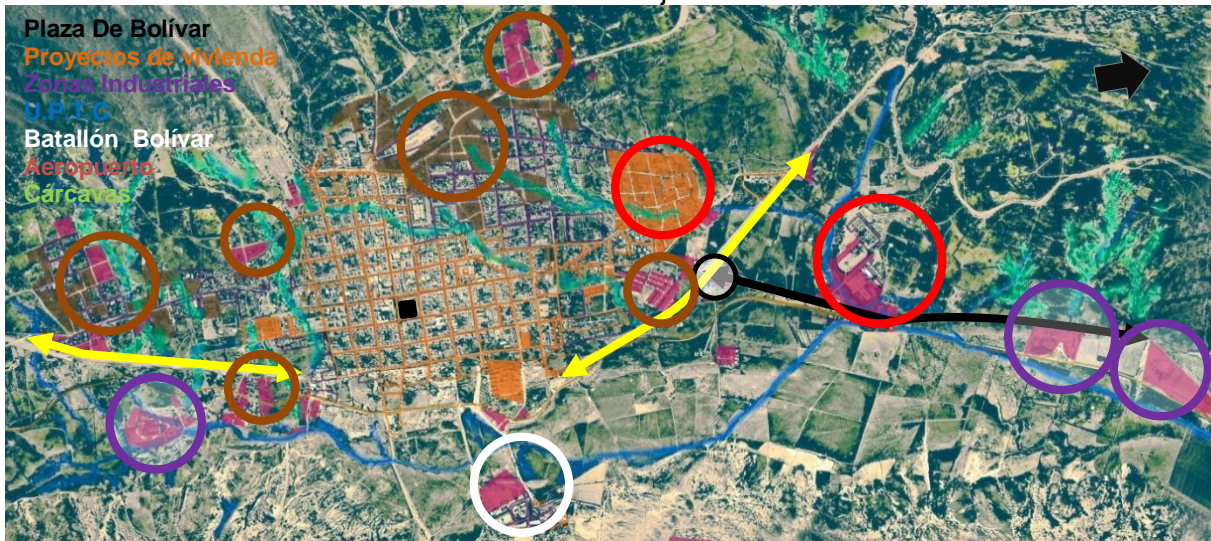 Plaza De Bolívar
Proyectos de vivienda
Zonas Industriales
U.P.T.C
Batallón Bolívar
Aeropuerto
Cárcavas